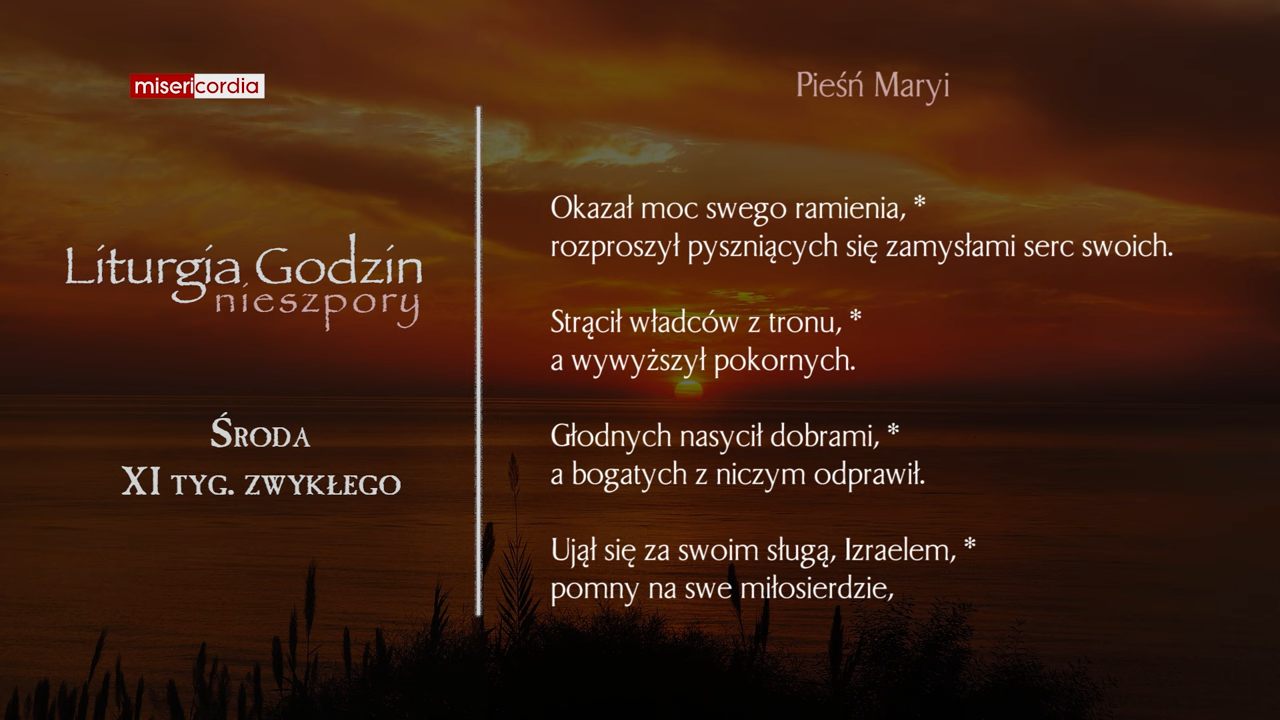 misericordia
Pieśń Maryi
Liturgia Godzin
nieszpory
Środa
XI tyg. zwykłego
Okazał moc swego ramienia, *
rozproszył pyszniących się zamysłami serc swoich.
Strącił władców z tronu, *
a wywyższył pokornych.
Głodnych nasycił dobrami, *
a bogatych z niczym odprawił.
Ujął się za swoim sługą, Izraelem, *
pomny na swe miłosierdzie,